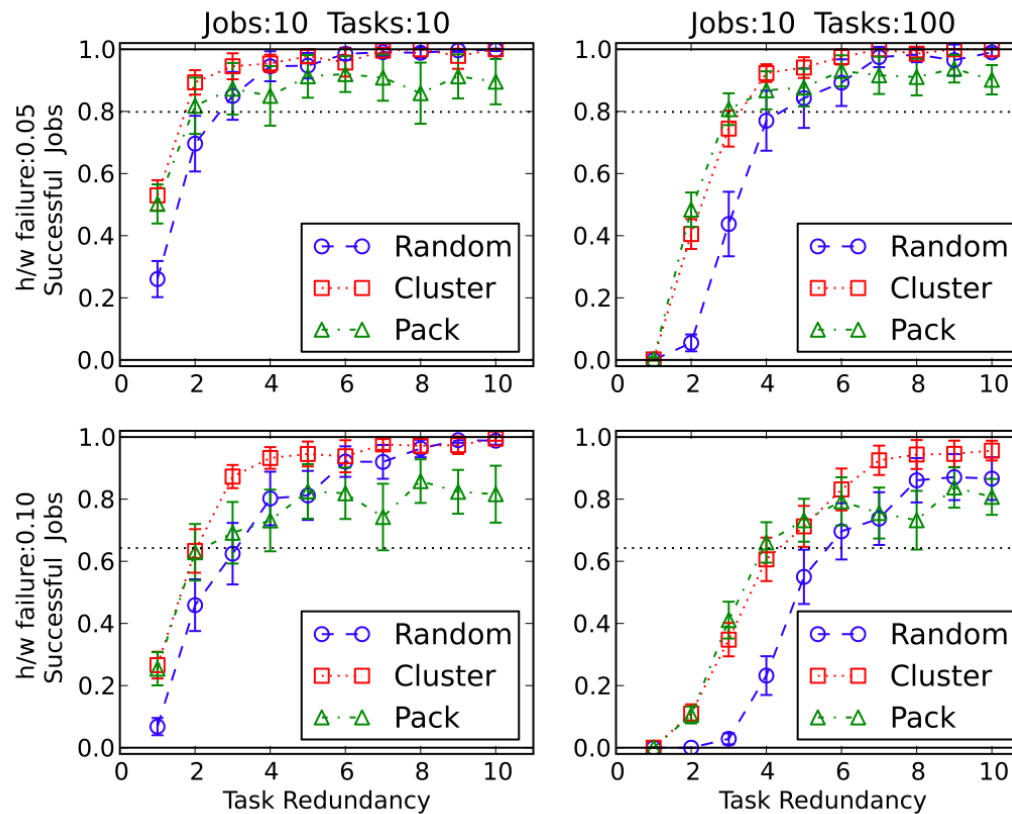 Jobs:10 Tasks:10
Jobs:10 Tasks:100
h/w failure:0.05
Successful Jobs
1.0
0.8
0.6
0.4
0.2
0.0
Random
Cluster
Pack
0 2 4 6 8 10
1.0
0.8
0.6
0.4
0.2
0.0
Random
Cluster
Pack
0 2 4 6 8 10
h/w failure:0.10
Successful Jobs
1.0
0.8
0.6
0.4
0.2
0.0
Random
Cluster
Pack
0 2 4 6 8 10
Task Redundancy
1.0
0.8
0.6
0.4
0.2
0.0
Random
Cluster
Pack
0 2 4 6 8 10
Task Redundancy